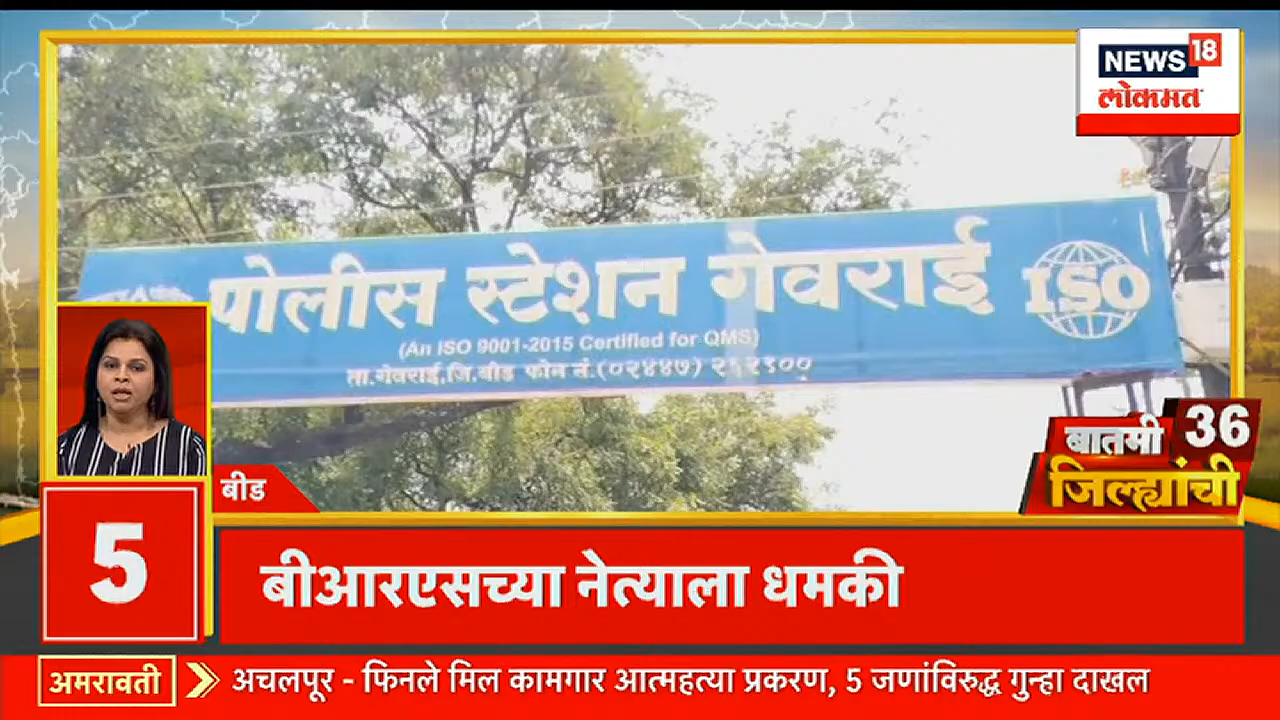 NEWS18
लोकमत
पोलीस स्टेशन गेवराई
ISO
(An ISO 9001-2015 Certified for QMS)
ता.गेवराई.जि.बीड फोन नं.(०२४४७) २६२१००
बातमी 36
जिल्ह्यांची
बीड
5
बीआरएसच्या नेत्याला धमकी
अमरावती
अचलपूर - फिनले मिल कामगार आत्महत्या प्रकरण, 5 जणांविरुद्ध गुन्हा दाखल